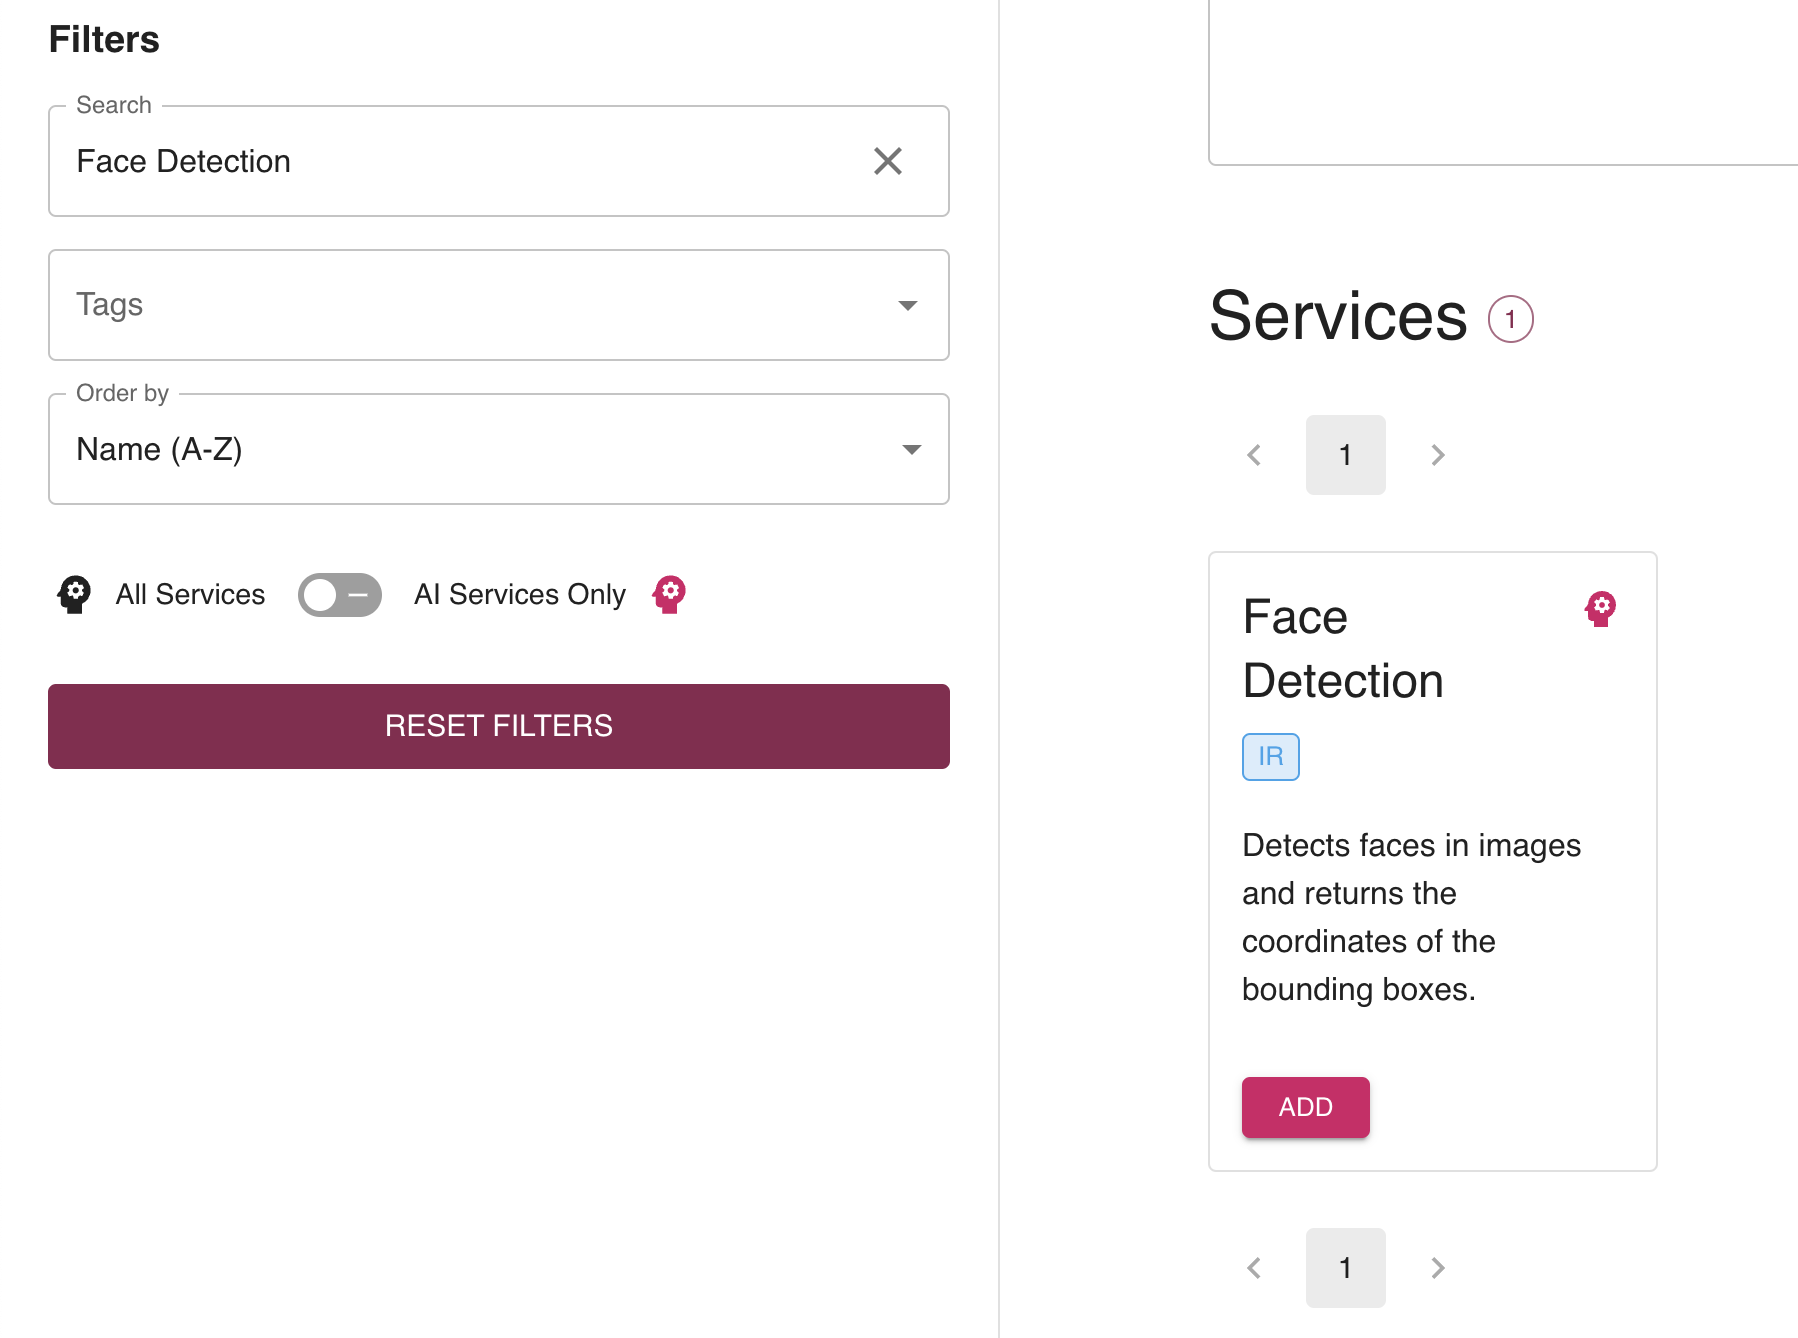 Filters
Search
Face Detection
Tags
Order by
Name (A-Z)
All Services
AI Services Only
RESET FILTERS
Services 1
1
Face
Detection
IR
Detects faces in images
and returns the
coordinates of the
bounding boxes.
ADD
1